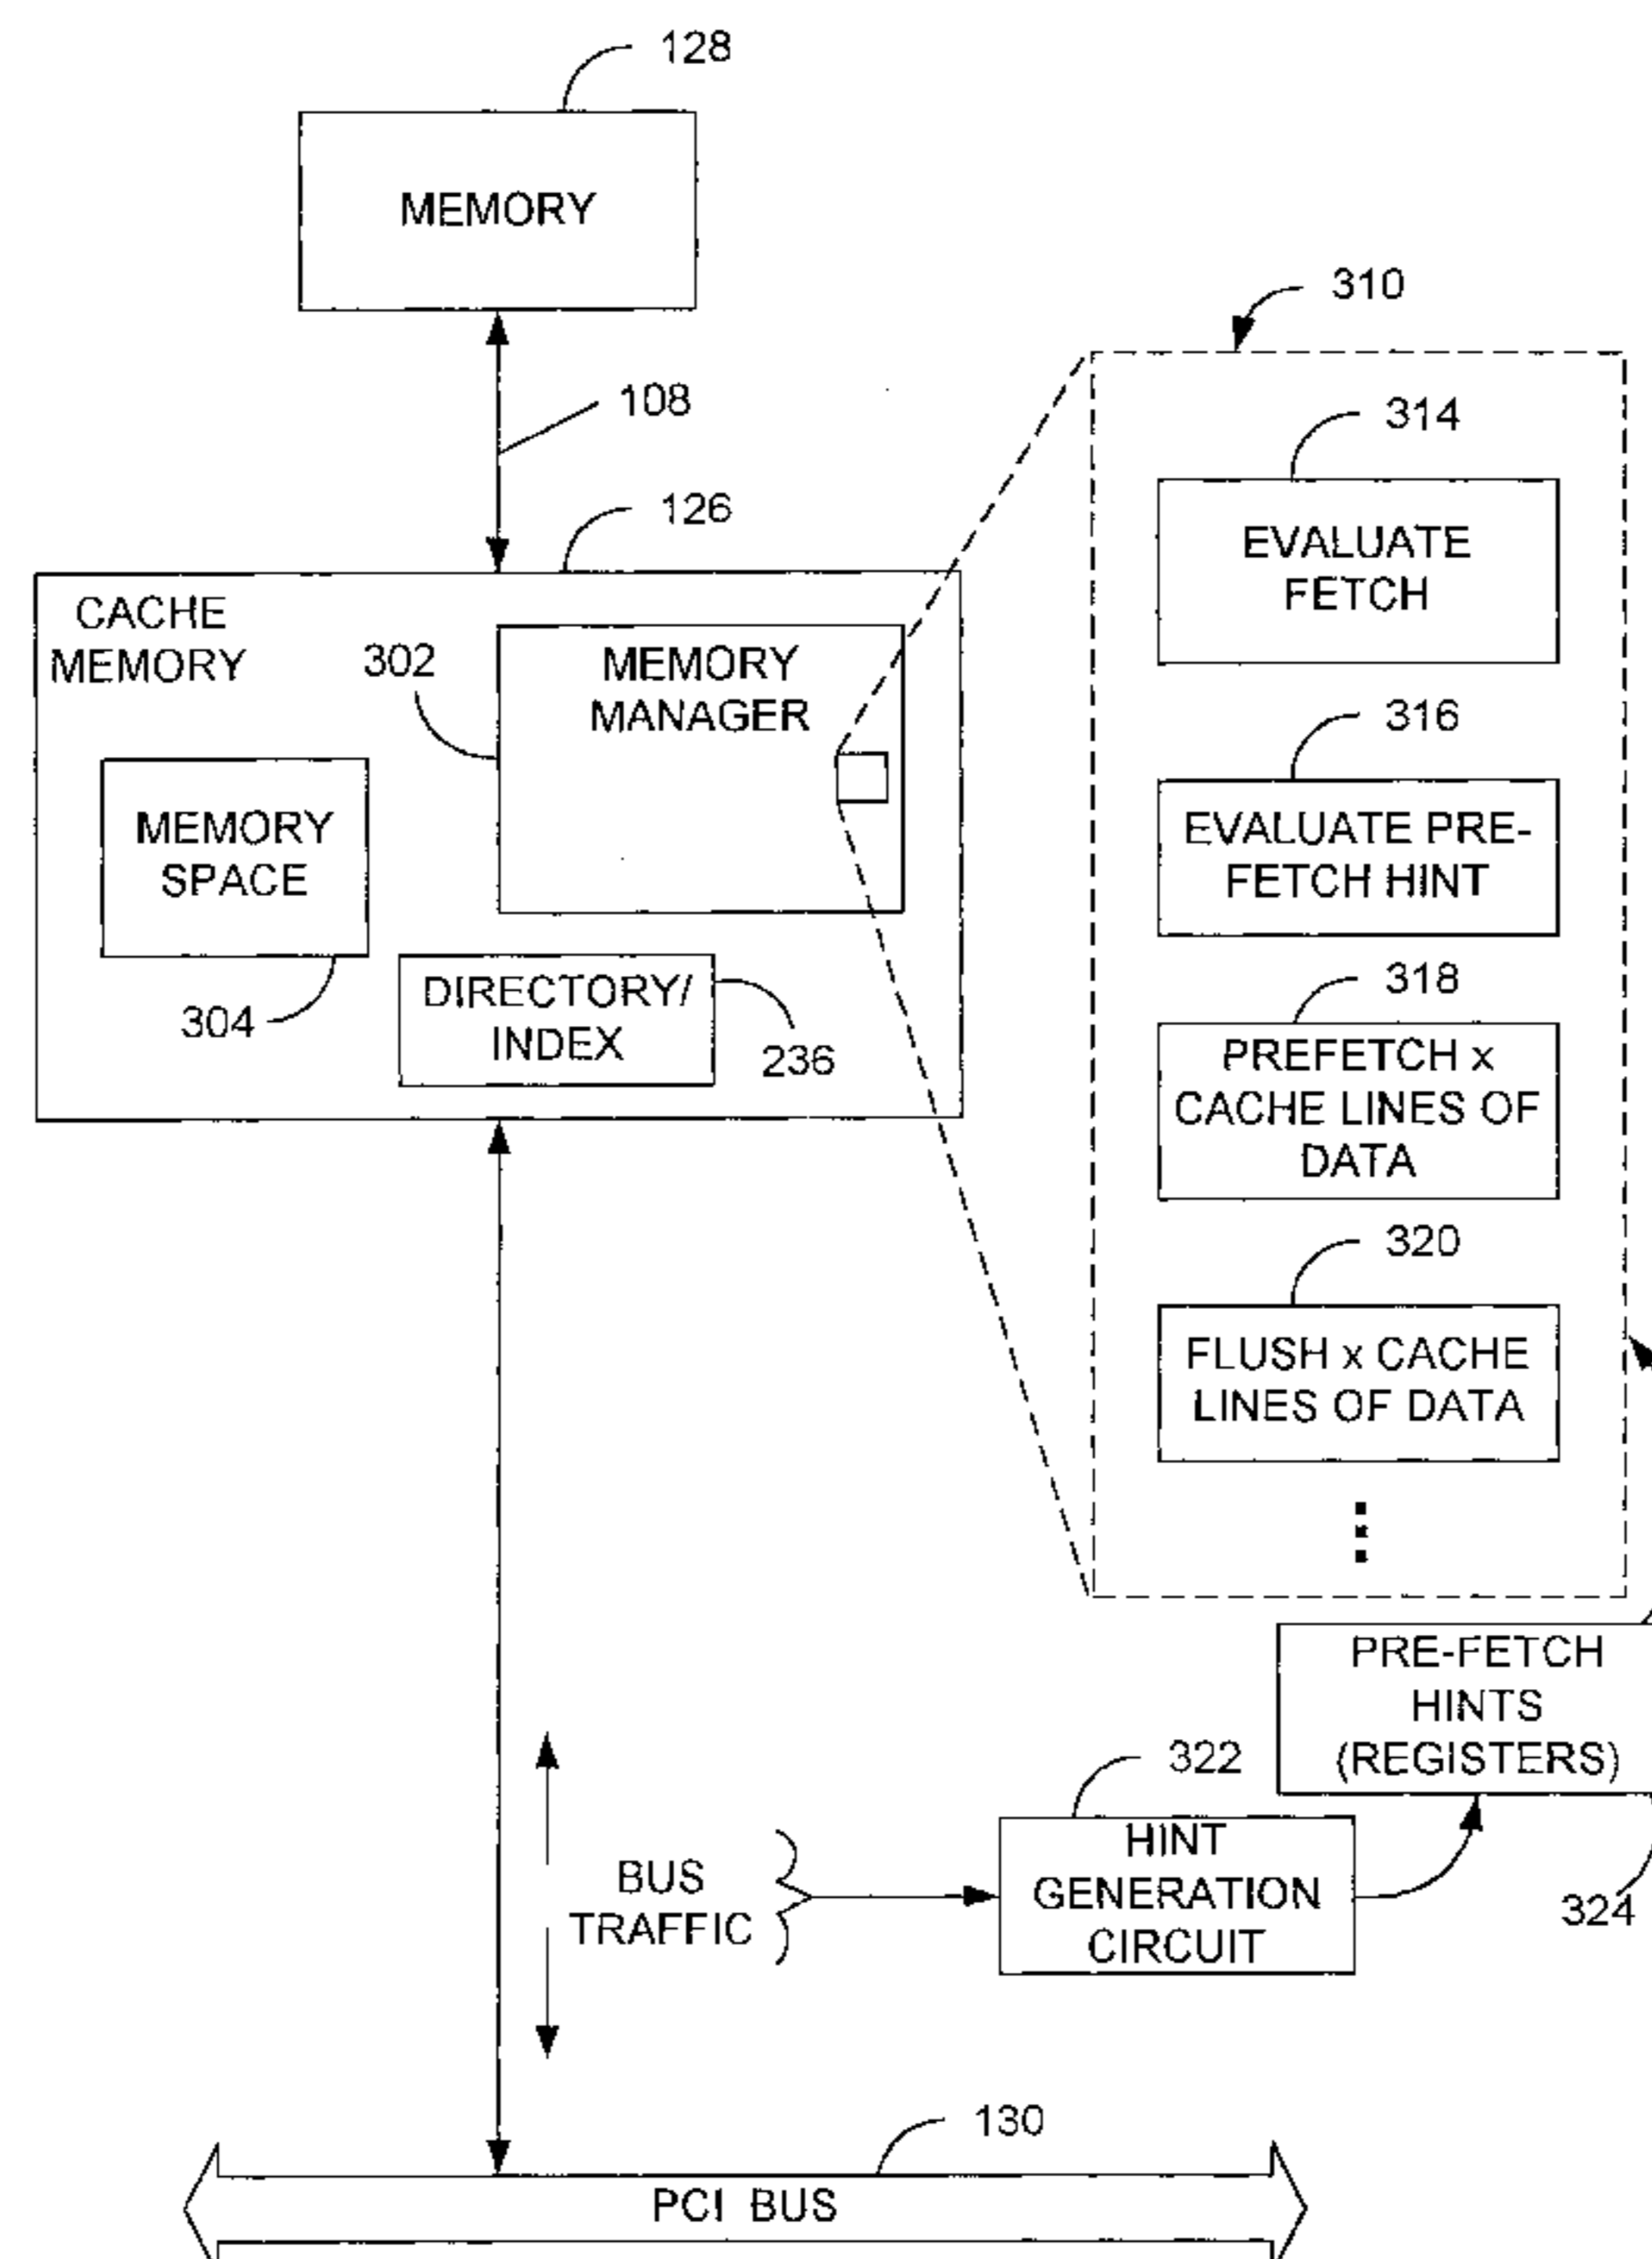 128
MEMORY
310
108
314
EVALUATE
FETCH
126
CACHE
MEMORY
302
MEMORY
MANAGER
316
EVALUATE PRE-
FETCH HINT
MEMORY
SPACE
304
DIRECTORY/
INDEX
236
318
PREFETCH x
CACHE LINES OF
DATA
320
FLUSH x CACHE
LINES OF DATA
PRE-FETCH
HINTS
(REGISTERS)
322
HINT
GENERATION
CIRCUIT
324
BUS
TRAFFIC
130
PCI BUS